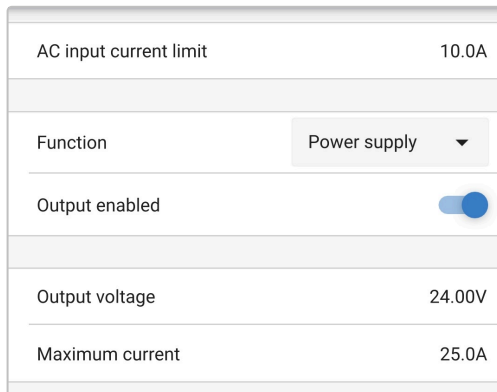 AC input current limit 10.0A
Function Power supply
Output enabled
Output voltage 24.00V
Maximum current 25.0A